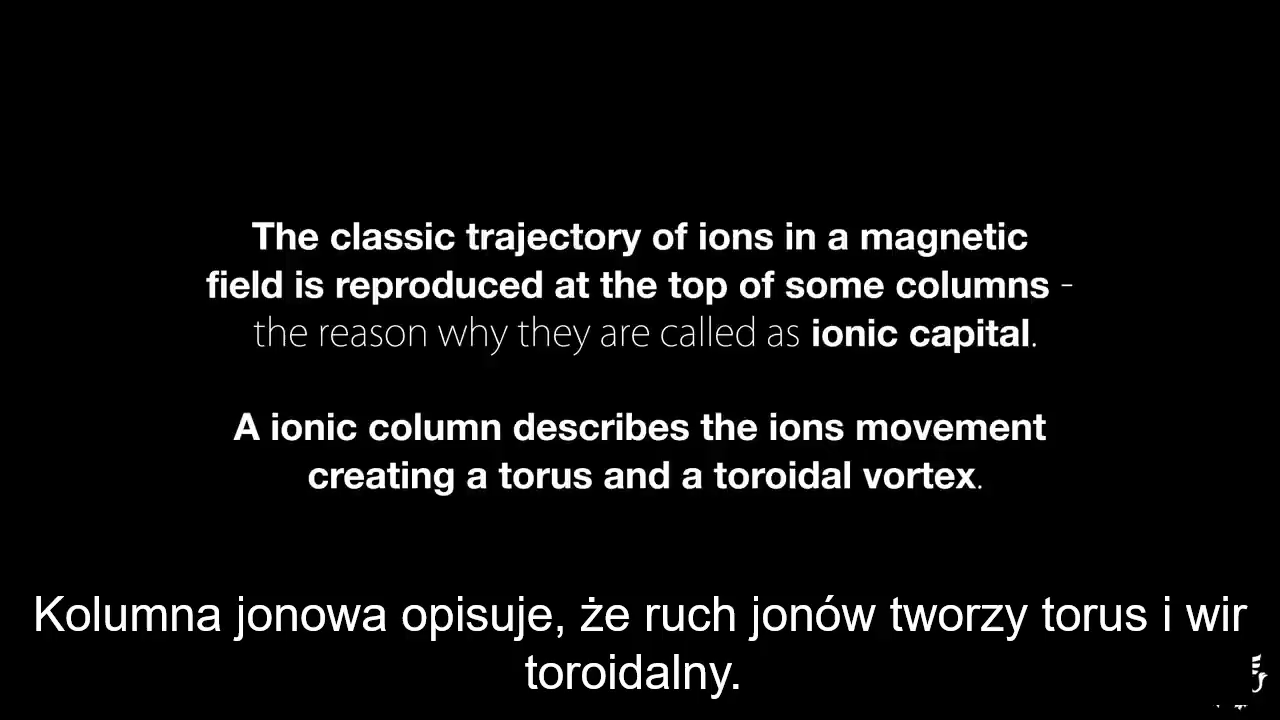 The classic trajectory of ions in a magnetic
field is reproduced at the top of some columns -
the reason why they are called as ionic capital.
A ionic column describes the ions movement
creating a torus and a toroidal vortex.
Kolumna jonowa opisuje, że ruch jonów tworzy torus i wir
toroidalny.